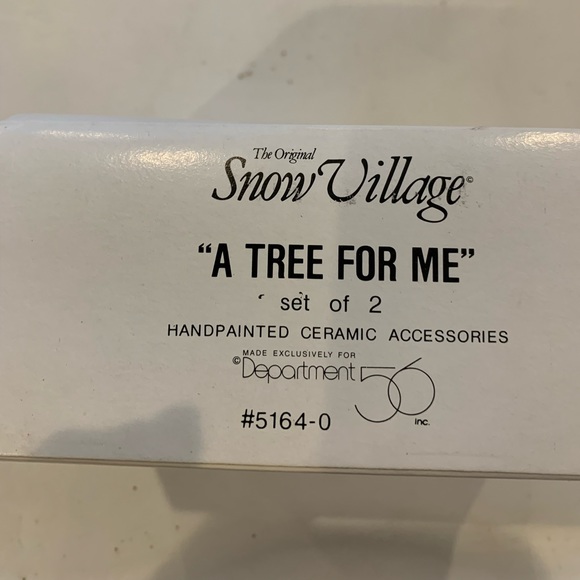 The Original
Snow Village©
"A TREE FOR ME"
set of 2
HANDPAINTED CERAMIC ACCESSORIES
MADE EXCLUSIVELY FOR
©Department 56 inc.
#5164-0